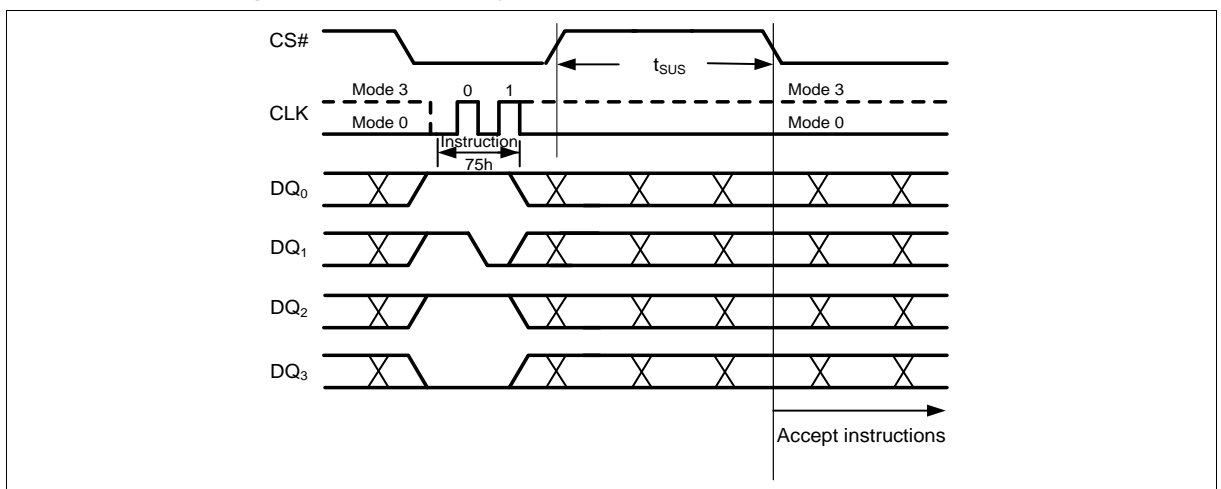 CS#
tSUS
Mode 3 0 1 Mode 3
CLK
Mode 0 Mode 0
Instruction
75h
DQ0
DQ1
DQ2
DQ3
Accept instructions